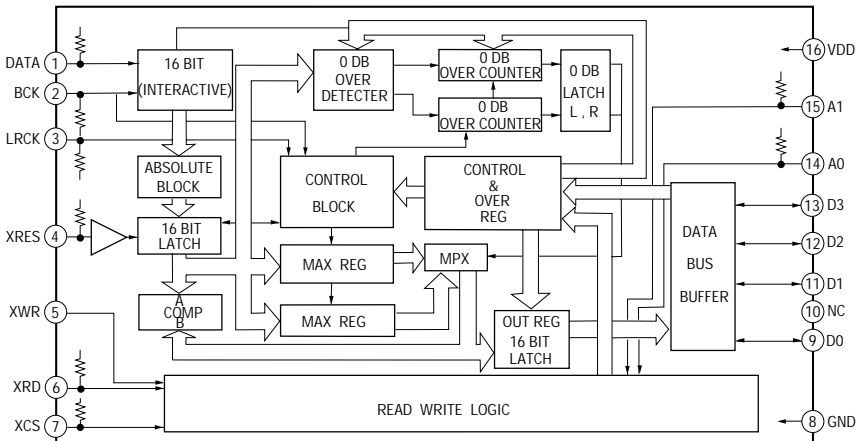 DATA 1
BCK 2
LRCK 3
XRES 4
XWR 5
XRD 6
XCS 7
16 BIT
(INTERACTIVE)
ABSOLUTE
BLOCK
16 BIT
LATCH
A
COMP
B
0 DB
OVER
DETECTER
0 DB
OVER COUNTER
0 DB
OVER COUNTER
0 DB
LATCH
L , R
CONTROL
BLOCK
CONTROL
&
OVER
REG
MAX REG
MAX REG
MPX
OUT REG
16 BIT
LATCH
DATA
BUS
BUFFER
READ WRITE LOGIC
16 VDD
15 A1
14 A0
13 D3
12 D2
11 D1
10 NC
9 D0
8 GND